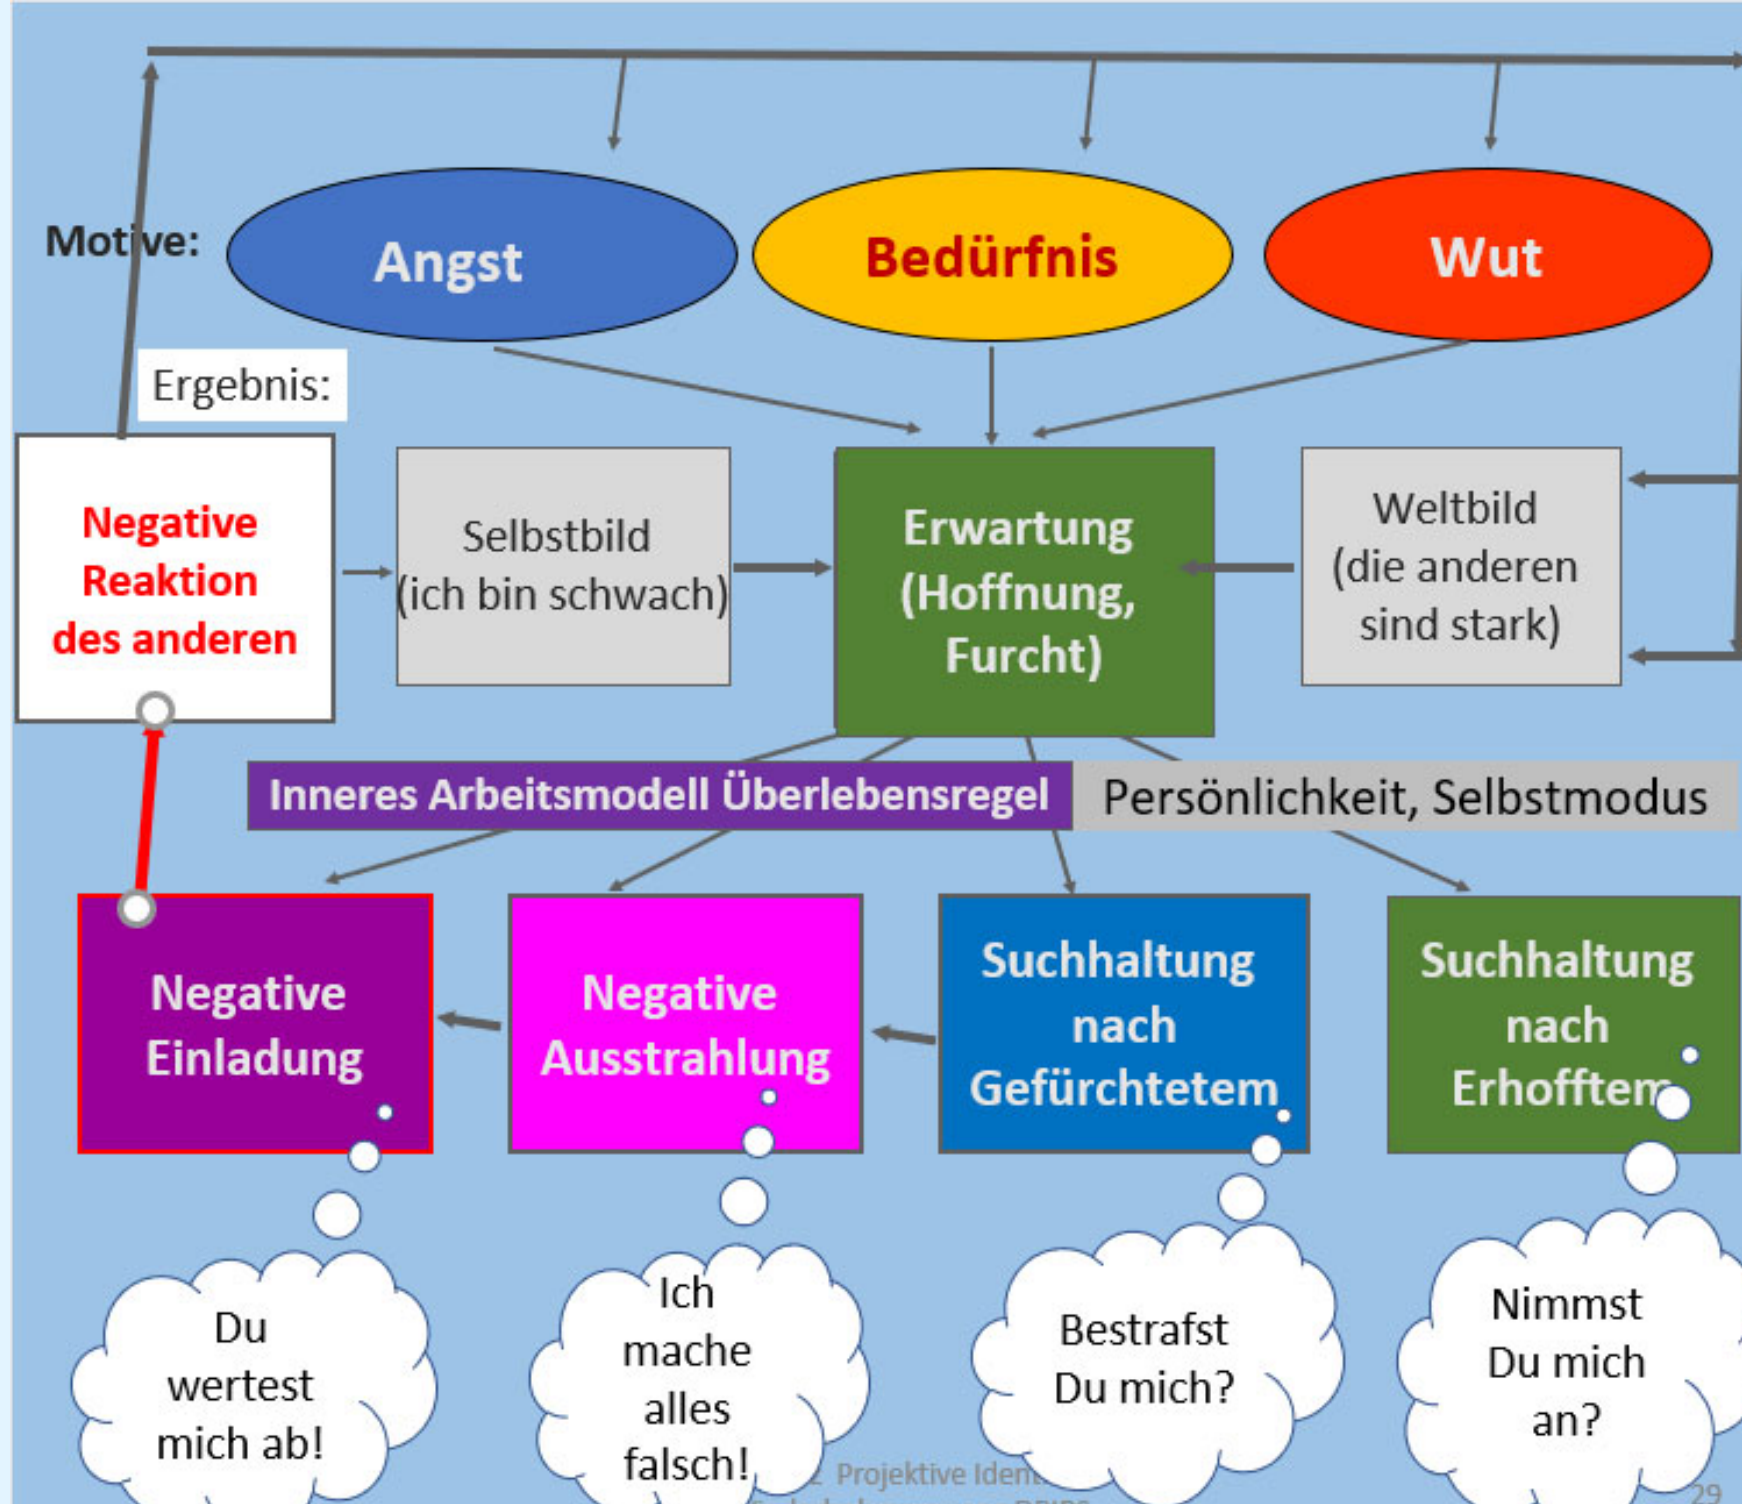 Motive:
Angst
Bedürfnis
Wut
Ergebnis:
Negative
Reaktion
des anderen
Selbstbild
(ich bin schwach)
Erwartung
(Hoffnung,
Furcht)
Weltbild
(die anderen
sind stark)
Inneres Arbeitsmodell Überlebensregel
Persönlichkeit, Selbstmodus
Negative
Einladung
Negative
Ausstrahlung
Suchhaltung
nach
Gefürchtetem
Suchhaltung
nach
Erhofftem
Du
wertest
mich ab!
Ich
mache
alles
falsch!
Bestrafst
Du mich?
Nimmst
Du mich
an?
Projektive
29